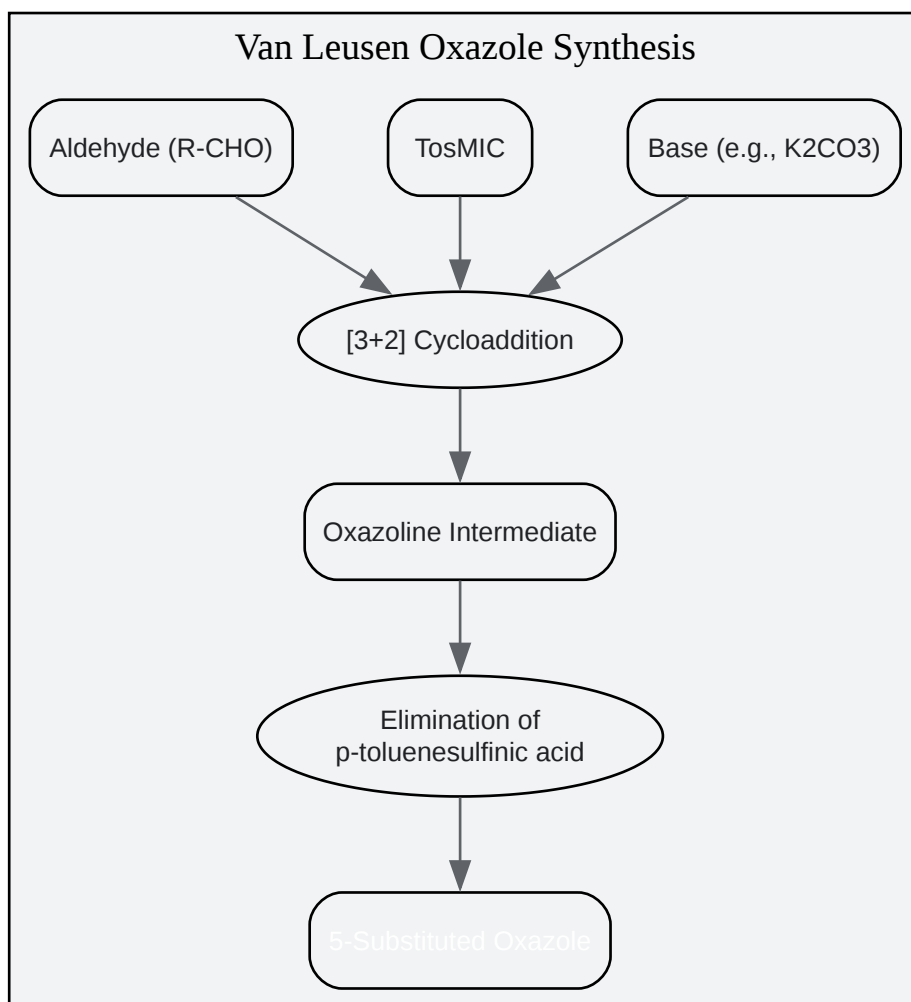 Van Leusen Oxazole Synthesis
Aldehyde (R-CHO)
TosMIC
Base (e.g., K2CO3)
[3+2] Cycloaddition
Oxazoline Intermediate
Elimination of
p-toluenesulfinic acid
5-Substituted Oxazole